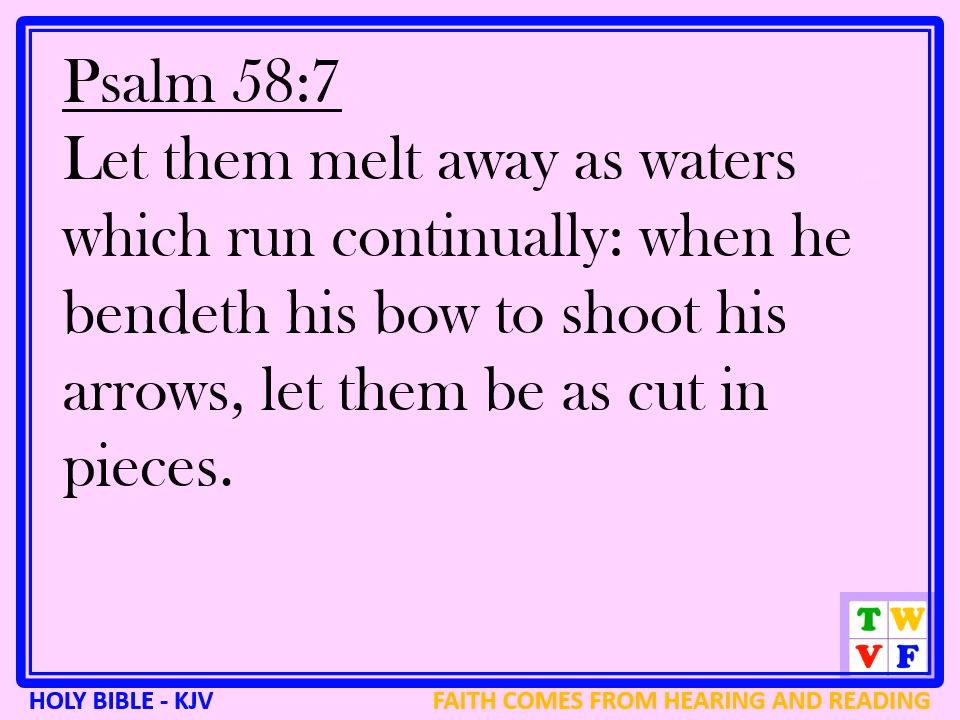 Psalm 58:7
Let them melt away as waters
which run continually: when he
bendeth his bow to shoot his
arrows, let them be as cut in
pieces.
T W
V F
HOLY BIBLE - KJV
FAITH COMES FROM HEARING AND READING